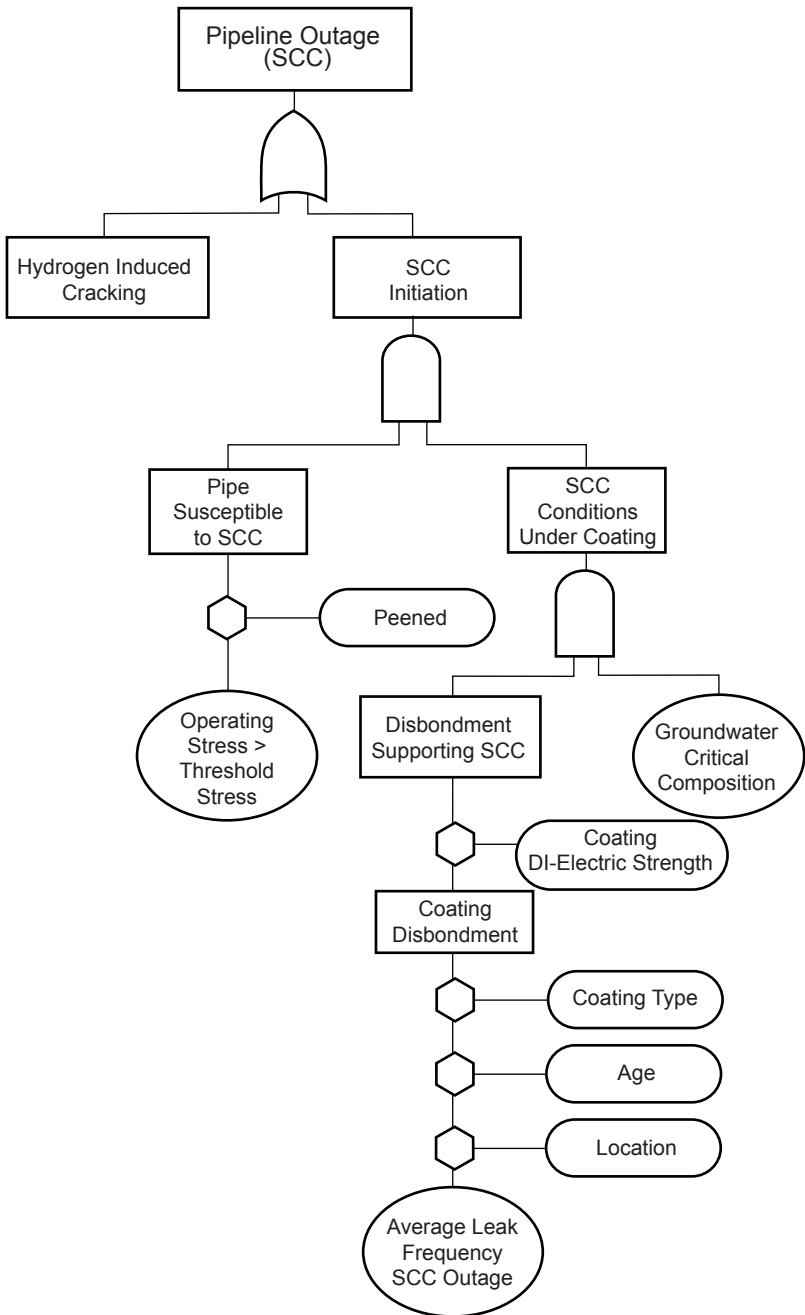 Pipeline Outage
(SCC)
Hydrogen Induced
Cracking
SCC
Initiation
Pipe
Susceptible
to SCC
SCC
Conditions
Under Coating
Peened
Operating
Stress >
Threshold
Stress
Disbondment
Supporting SCC
Groundwater
Critical
Composition
Coating
DI-Electric Strength
Coating
Disbondment
Coating Type
Age
Location
Average Leak
Frequency
SCC Outage